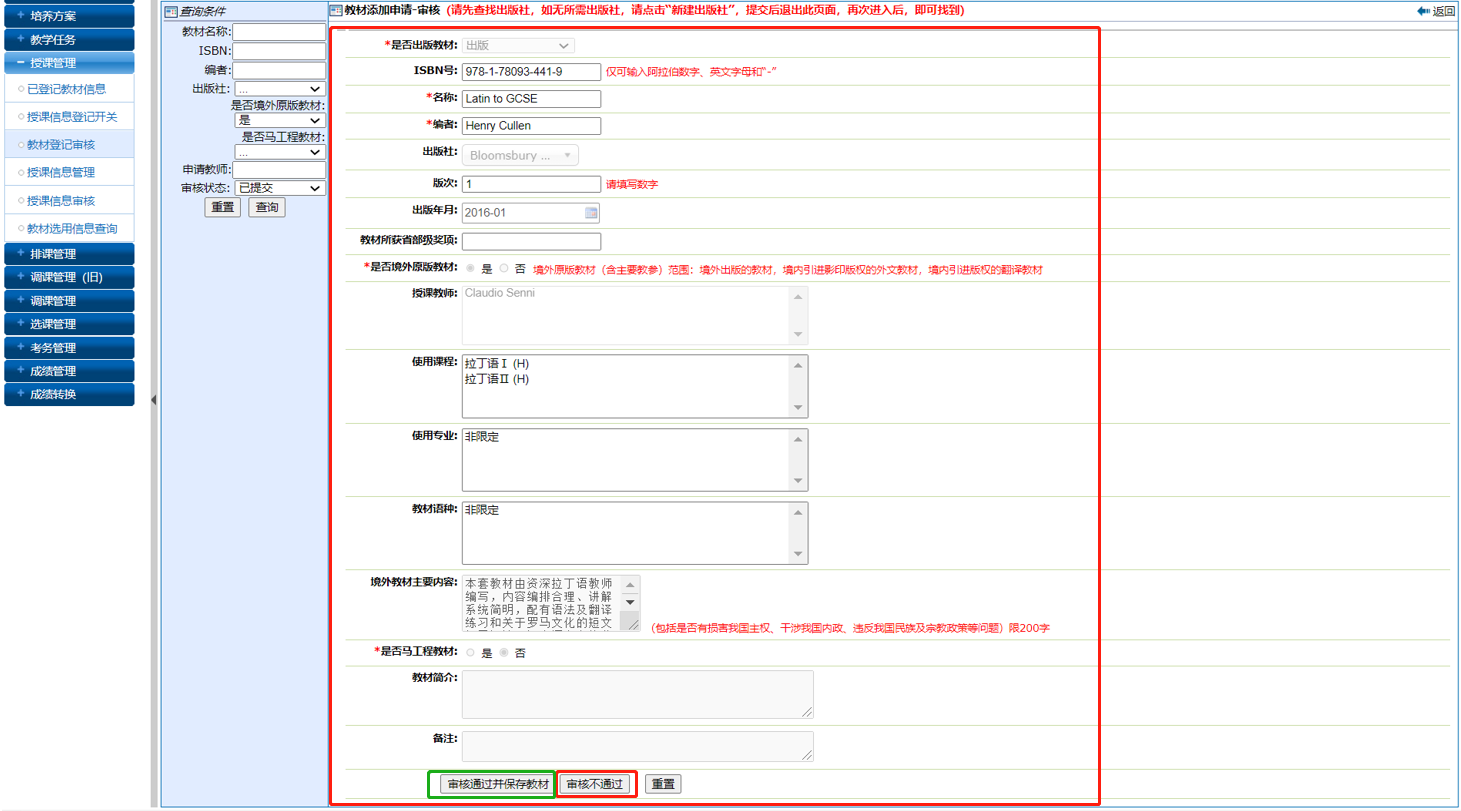 培养方案
教学任务
授课管理
已登记教材信息
授课信息登记开关
教材登记审核
授课信息管理
授课信息审核
教材选用信息查询
排课管理
调课管理（旧）
调课管理
选课管理
考务管理
成绩管理
成绩转换
查询条件
教材名称:
ISBN:
编者:
出版社: ...
是否境外原版教材:
是
是否马工程教材:
...
申请教师:
审核状态: 已提交
重置 查询
教材添加申请-审核（请先查找出版社，如无所需出版社，请点击“新建出版社”，提交后退出此页面，再次进入后，即可找到） 返回
*是否出版教材: 出版
ISBN号: 978-1-78093-441-9 仅可输入阿拉伯数字、英文字母和“-”
*名称: Latin to GCSE
*编者: Henry Cullen
出版社: Bloomsbury ...
版次: 1 请填写数字
出版年月: 2016-01
教材所获省部级奖项:
*是否境外原版教材: 是 否 境外原版教材（含主要教参）范围：境外出版的教材，境内引进影印版权的外文教材，境内引进版权的翻译教材
授课教师: Claudio Senni
使用课程: 拉丁语Ⅰ (H)
拉丁语Ⅱ (H)
使用专业: 非限定
教材语种: 非限定
境外教材主要内容: 本套教材由资深拉丁语教师
编写，内容编排合理、讲解
系统简明，配有语法及翻译
练习和关于罗马文化的短文
（包括是否有损害我国主权、干涉我国内政、违反我国民族及宗教政策等问题）限200字
*是否马工程教材: 是 否
教材简介:
备注:
审核通过并保存教材 审核不通过 重置